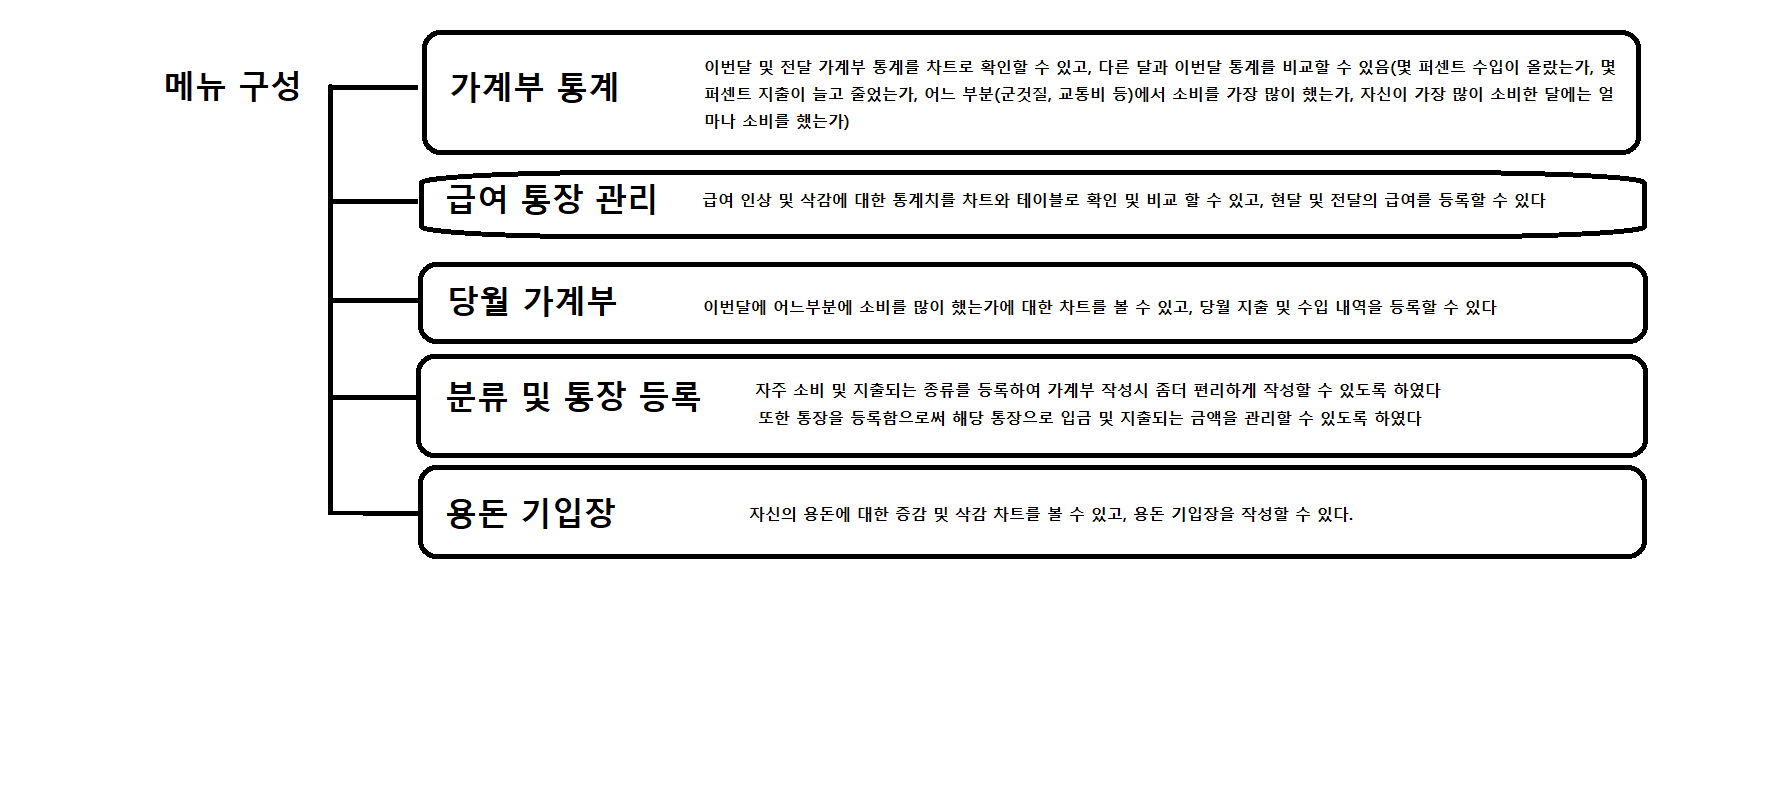 메뉴 구성
가계부 통계
이번달 및 전달 가계부 통계를 차트로 확인할 수 있고, 다른 달과 이번달 통계를 비교할 수 있음(몇 퍼센트 수입이 올랐는가, 몇
퍼센트 지출이 늘고 줄었는가, 어느 부분(군것질, 교통비 등)에서 소비를 가장 많이 했는가, 자신이 가장 많이 소비한 달에는 얼
마나 소비를 했는가)
급여 통장 관리
급여 인상 및 삭감에 대한 통계치를 차트와 테이블로 확인 및 비교 할 수 있고, 현달 및 전달의 급여를 등록할 수 있다
당월 가계부
이번달에 어느부분에 소비를 많이 했는가에 대한 차트를 볼 수 있고, 당월 지출 및 수입 내역을 등록할 수 있다
분류 및 통장 등록
자주 소비 및 지출되는 종류를 등록하여 가계부 작성시 좀더 편리하게 작성할 수 있도록 하였다
또한 통장을 등록함으로써 해당 통장으로 입금 및 지출되는 금액을 관리할 수 있도록 하였다
용돈 기입장
자신의 용돈에 대한 증감 및 삭감 차트를 볼 수 있고, 용돈 기입장을 작성할 수 있다.